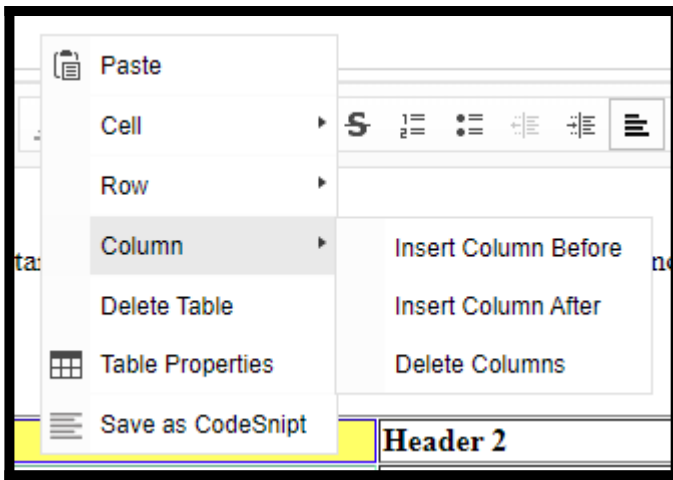 Paste
Cell
Row
Column
Insert Column Before
Delete Table
Insert Column After
Table Properties
Delete Columns
Save as CodeSnipt
Header 2